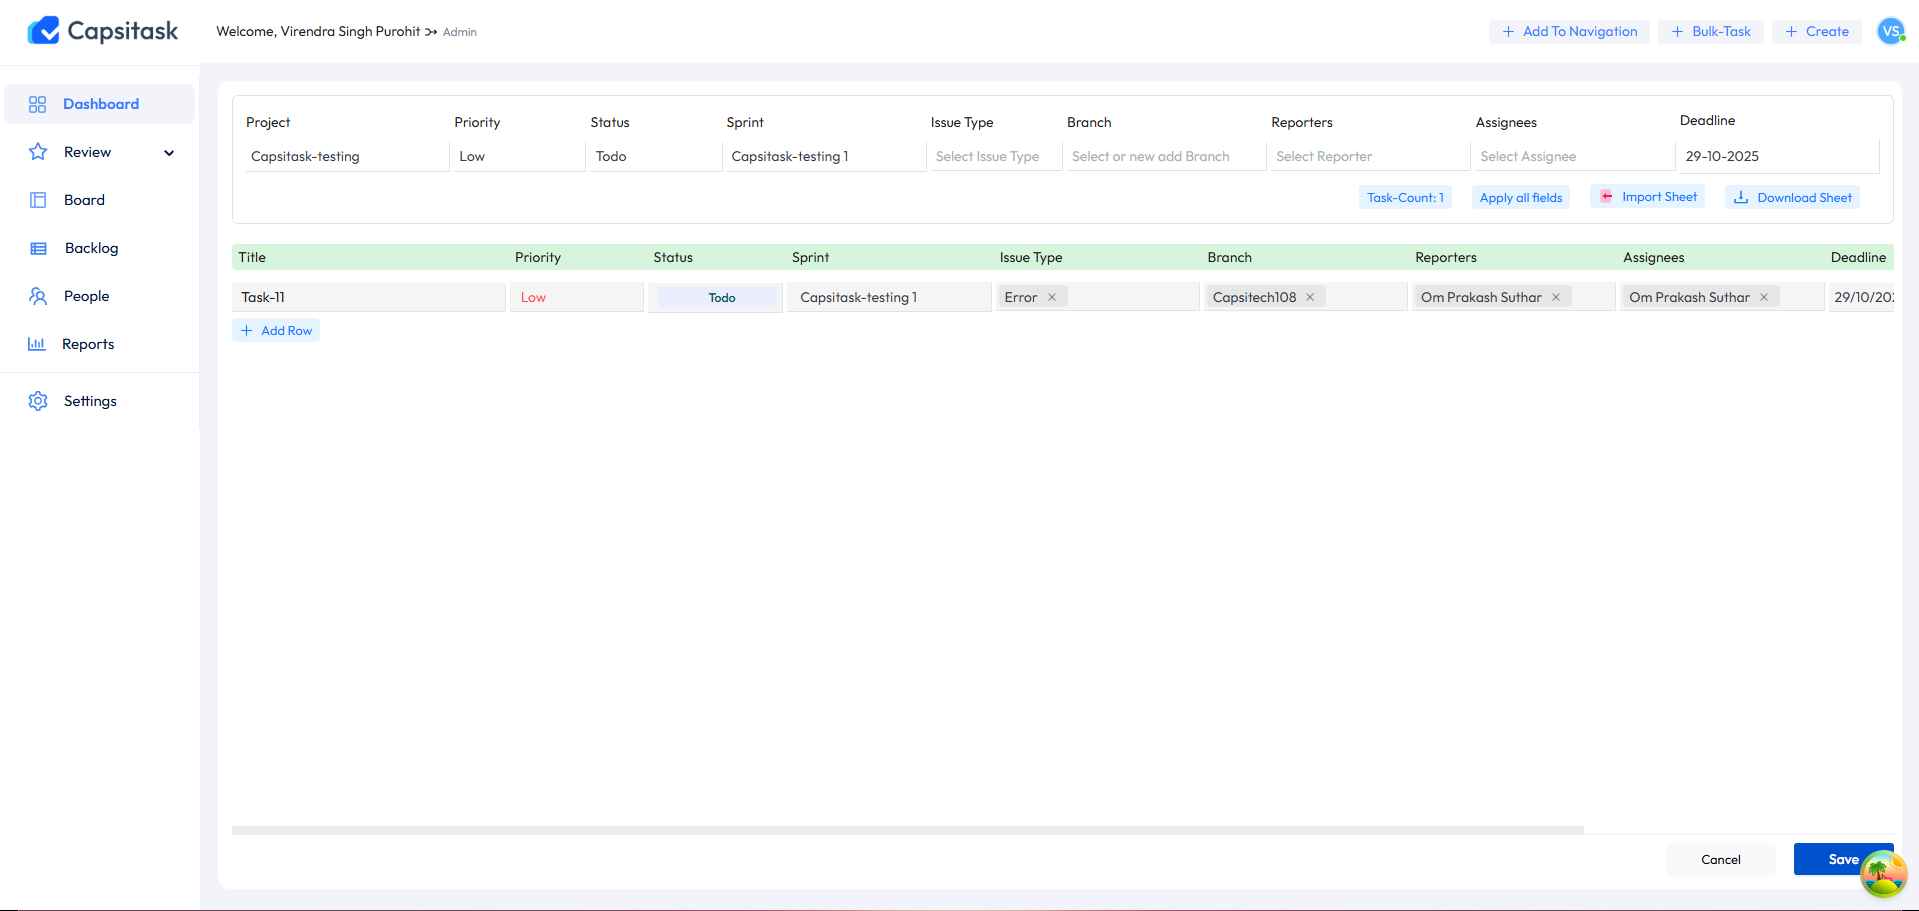 Capsitask
Welcome, Virendra Singh Purohit Admin
Add To Navigation
Bulk-Task
Create
VS
Dashboard
Review
Board
Backlog
People
Reports
Settings
Project Priority Status Sprint Issue Type Branch Reporters Assignees Deadline
Capsitask-testing Low Todo Capsitask-testing 1 Select Issue Type Select or new add Branch Select Reporter Select Assignee 29-10-2025
Task-Count: 1 Apply all fields Import Sheet Download Sheet
Title Priority Status Sprint Issue Type Branch Reporters Assignees Deadline
Task-11 Low Todo Capsitask-testing 1 Error Capsitech108 Om Prakash Suthar Om Prakash Suthar 29/10/202
Add Row
Cancel Save